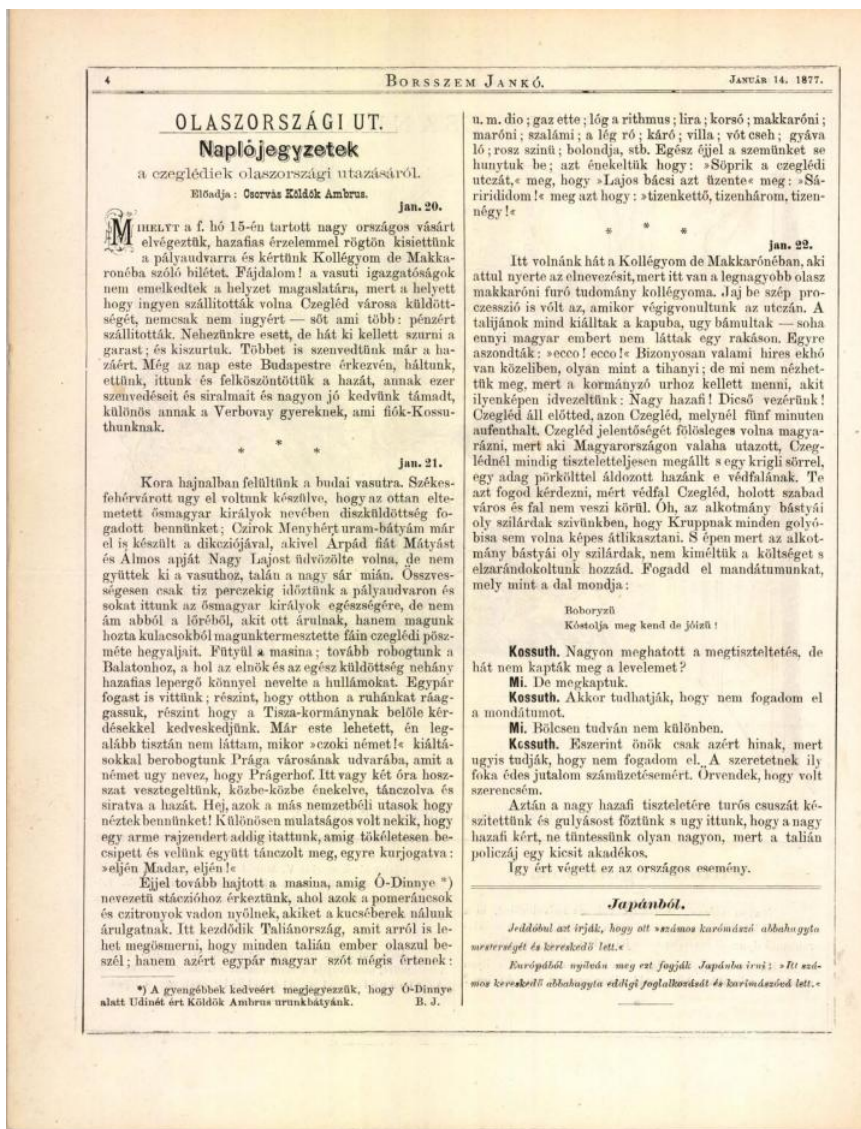 4
BORSSZEM JANKÓ.
JANUÁR 14. 1877.
OLASZORSZÁGI UT.
Naplójegyzetek
a czeglédiek olaszországi utazásáról.
Előadja: Csorvás Köldök Ambrus.
jan. 20.
MIHELYT a f. hó 15-én tartott nagy országos vásárt
elvégeztük, hazafias érzelemmel rögtön kisiettünk
a pályaudvarra és kértünk Kollégyom de Makka-
ronéba szóló bilétet. Fájdalom! a vasuti igazgatóságok
nem emelkedtek a helyzet magaslatára, mert a helyett
hogy ingyen szállitották volna Czegléd városa küldött-
ségét, nemcsak nem ingyért — sőt ami több: pénzért
szállitották. Nehezünkre esett, de hát ki kellett szurni a
garast; és kiszurtuk. Többet is szenvedtünk már a ha-
záért. Még az nap este Budapestre érkezvén, háltunk,
ettünk, ittunk és felköszöntöttük a hazát, annak ezer
szenvedéseit és siralmait és nagyon jó kedvünk támadt,
különös annak a Verbovay gyereknek, ami fiók-Kossu-
thunknak.
* * *
jan. 21.
Kora hajnalban felültünk a budai vasutra. Székes-
fehérvárott ugy el voltunk készülve, hogy az ottan elte-
metett ősmagyar királyok nevében diszküldöttség fo-
gadott bennünket; Czirok Menyhért uram-bátyám már
el is készült a dikcziójával, akivel Árpád fiát Mátyást
és Álmos apját Nagy Lajost üdvözölte volna, de nem
gyüttek ki a vasuthoz, talán a nagy sár mián. Összves-
ségesen csak tiz perczekig időztünk a pályaudvaron és
sokat ittunk az ősmagyar királyok egészségére, de nem
ám abból a lőréből, akit ott árulnak, hanem magunk
hozta kulacsokból magunktermesztette fáin czeglédi pösz-
méte hegyaljait. Fütyül a masina; tovább robogtunk a
Balatonhoz, a hol az elnök és az egész küldöttség nehány
hazafias lepergő könnyel nevelte a hullámokat. Egypár
fogast is vittünk; részint, hogy otthon a ruhánkat ráag-
gassuk, részint hogy a Tisza-kormánynak belőle kér-
désekkel kedveskedjünk. Már este lehetett, én leg-
alább tisztán nem láttam, mikor »czoki német!« kiáltá-
sokkal berobogtunk Prága városának udvarába, amit a
német ugy nevez, hogy Prágerhof. Itt vagy két óra hosz-
szat vesztegeltünk, közbe-közbe énekelve, tánczolva és
siratva a hazát. Hej, azok a más nemzetbéli utasok hogy
néztek bennünket! Különösen mulatságos volt nekik, hogy
egy arme rajzendert addig itattunk, amig tökéletesen be-
csipett és velünk együtt tánczolt meg, egyre kurjogatva:
»eljén Madar, eljén!«
Éjjel tovább hajtott a masina, amig Ó-Dinnye *)
nevezetü stáczióhoz érkeztünk, ahol azok a pomeráncsok
és czitronyok vadon nyőlnek, akiket a kucséberek nálunk
árulgatnak. Itt kezdődik Taliánország, amit arról is le-
het megösmerni, hogy minden talián ember olaszul be-
szél; hanem azért egypár magyar szót mégis értenek:
*) A gyengébbek kedveért megjegyezzük, hogy Ó-Dinnye
alatt Udinét ért Köldök Ambrus urunkbátyánk. B. J.
u. m. dio; gaz ette; lóg a rithmus; lira; korsó; makkaróni;
maróni; szalámi; a lég ró; káró; villa; vót cseh; gyáva
ló; rosz szinü; bolondja, stb. Egész éjjel a szemünket se
hunytuk be; azt énekeltük hogy: »Söprik a czeglédi
utczát,« meg, hogy »Lajos bácsi azt üzente« meg: »Sá-
riridídom!« meg azt hogy: »tizenkettő, tizenhárom, tizen-
négy!«
* * *
jan. 22.
Itt volnánk hát a Kollégyom de Makkarónéban, aki
attul nyerte az elnevezésit, mert itt van a legnagyobb olasz
makkaróni furó tudomány kollégyoma. Jaj be szép pro-
czesszió is vólt az, amikor végigvonultunk az utczán. A
talijánok mind kiálltak a kapuba, ugy bámultak — soha
ennyi magyar embert nem láttak egy rakáson. Egyre
aszondták: »ecco! ecco!« Bizonyosan valami hires ekhó
van közeliben, olyan mint a tihanyi; de mi nem nézhet-
tük meg, mert a kormányzó urhoz kellett menni, akit
ilyenképen idvezeltünk: Nagy hazafi! Dicső vezérünk!
Czegléd áll előtted, azon Czegléd, melynél fünf minuten
aufenthalt. Czegléd jelentőségét fölösleges volna magya-
rázni, mert aki Magyarországon valaha utazott, Czeg-
lédnél mindig tiszteletteljesen megállt s egy krigli sörrel,
egy adag pörkölttel áldozott hazánk e védfalának. Te
azt fogod kérdezni, mért védfal Czegléd, holott szabad
város és fal nem veszi körül. Óh, az alkotmány bástyái
oly szilárdak szivünkben, hogy Kruppnak minden golyó-
bisa sem volna képes átlikasztani. S épen mert az alkot-
mány bástyái oly szilárdak, nem kiméltük a költséget s
elzarándokoltunk hozzád. Fogadd el mandátumunkat,
mely mint a dal mondja:
Boboryzü
Kóstolja meg kend de jóizü!
Kossuth. Nagyon meghatott a megtiszteltetés, de
hát nem kapták meg a levelemet?
Mi. De megkaptuk.
Kossuth. Akkor tudhatják, hogy nem fogadom el
a mondátumot.
Mi. Bölcsen tudván nem különben.
Kossuth. Eszerint önök csak azért hinak, mert
ugyis tudják, hogy nem fogadom el. A szeretetnek ily
foka édes jutalom számüzetésemért. Örvendek, hogy volt
szerencsém.
Aztán a nagy hazafi tiszteletére turós csuszát ké-
szitettünk és gulyásost főztünk s ugy ittunk, hogy a nagy
hazafi kért, ne tüntessünk olyan nagyon, mert a talián
policzáj egy kicsit akadékos.
Igy ért végett ez az országos esemény.
Japánból.
Jeddóbul azt irják, hogy ott »számos karómászó abbahagyta
mesterségét és kereskedő lett.«
Európából nyilván meg ezt fogják Japánba irni: »Itt szá-
mos kereskedő abbahagyta eddigi foglalkozását és karimászóvá lett.«